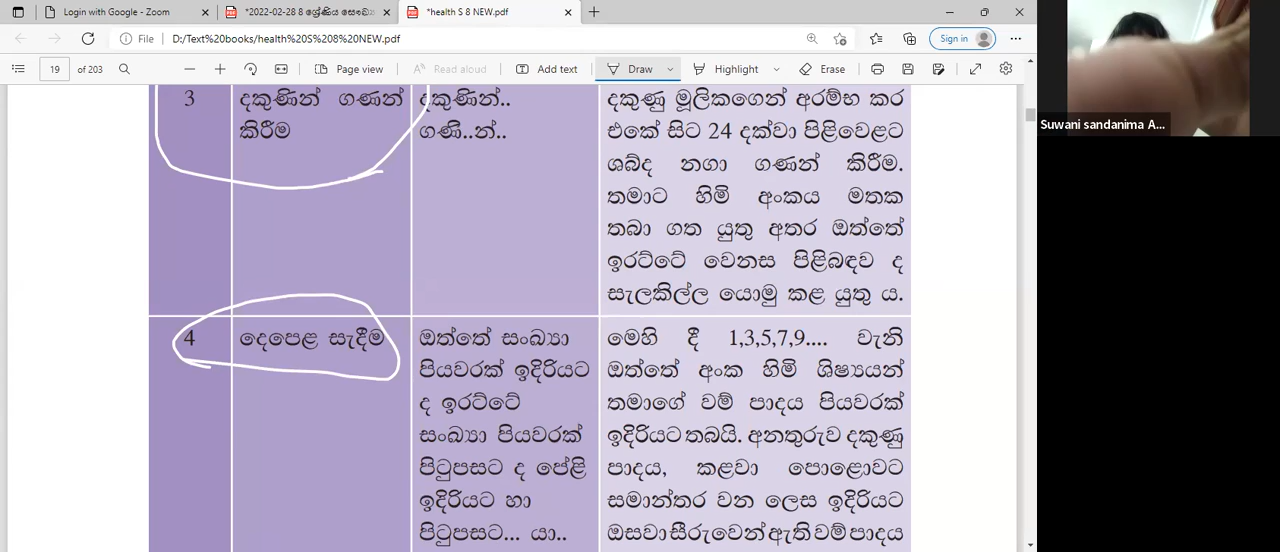 Login with Google - Zoom
*2022-02-28 8 ශ්‍රේණිය සෞඛ්‍ය
*health S 8 NEW.pdf
File
D:/Text%20books/health%20S%208%20NEW.pdf
Sign in
19 of 203
Page view
Read aloud
Add text
Draw
Highlight
Erase
Suwani sandanima A...
3
දකුණින් ගණන්
කිරීම
දකුණින්..
ගණි..න්..
දකුණු මූලිකගෙන් අරම්භ කර
එකේ සිට 24 දක්වා පිළිවෙළට
ශබ්ද නගා ගණන් කිරීම.
තමාට හිමි අංකය මතක
තබා ගත යුතු අතර ඔත්තේ
ඉරට්ටේ වෙනස පිළිබඳව ද
සැලකිල්ල යොමු කළ යුතු ය.
4
දෙපෙළ සැදීම
ඔත්තේ සංඛ්‍යා
පියවරක් ඉදිරියට
ද ඉරට්ටේ
සංඛ්‍යා පියවරක්
පිටුපසට ද පේළි
ඉදිරියට හා
පිටුපසට... යා..
මෙහි දී 1,3,5,7,9.... වැනි
ඔත්තේ අංක හිමි ශිෂ්‍යයන්
තමාගේ වම් පාදය පියවරක්
ඉදිරියට තබයි. අනතුරුව දකුණු
පාදය, කළවා පොළොවට
සමාන්තර වන ලෙස ඉදිරියට
ඔසවා සීරුවෙන් ඇති වම් පාදය